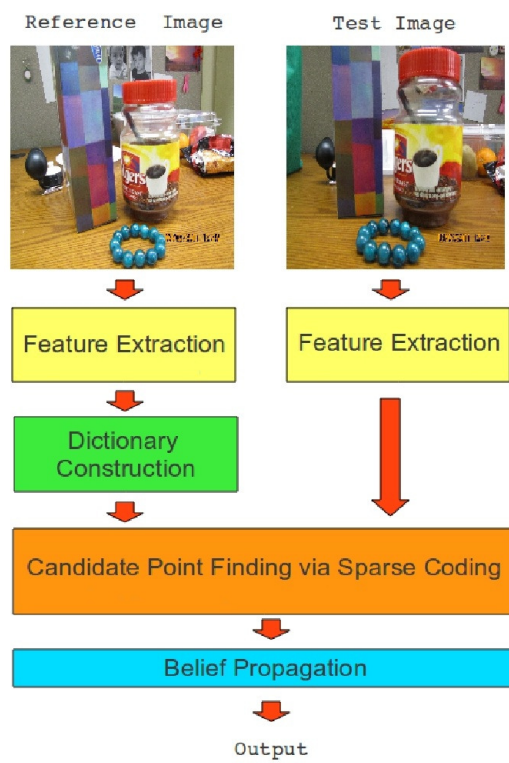 Reference Image
Test Image
Feature Extraction
Feature Extraction
Dictionary
Construction
Candidate Point Finding via Sparse Coding
Belief Propagation
Output